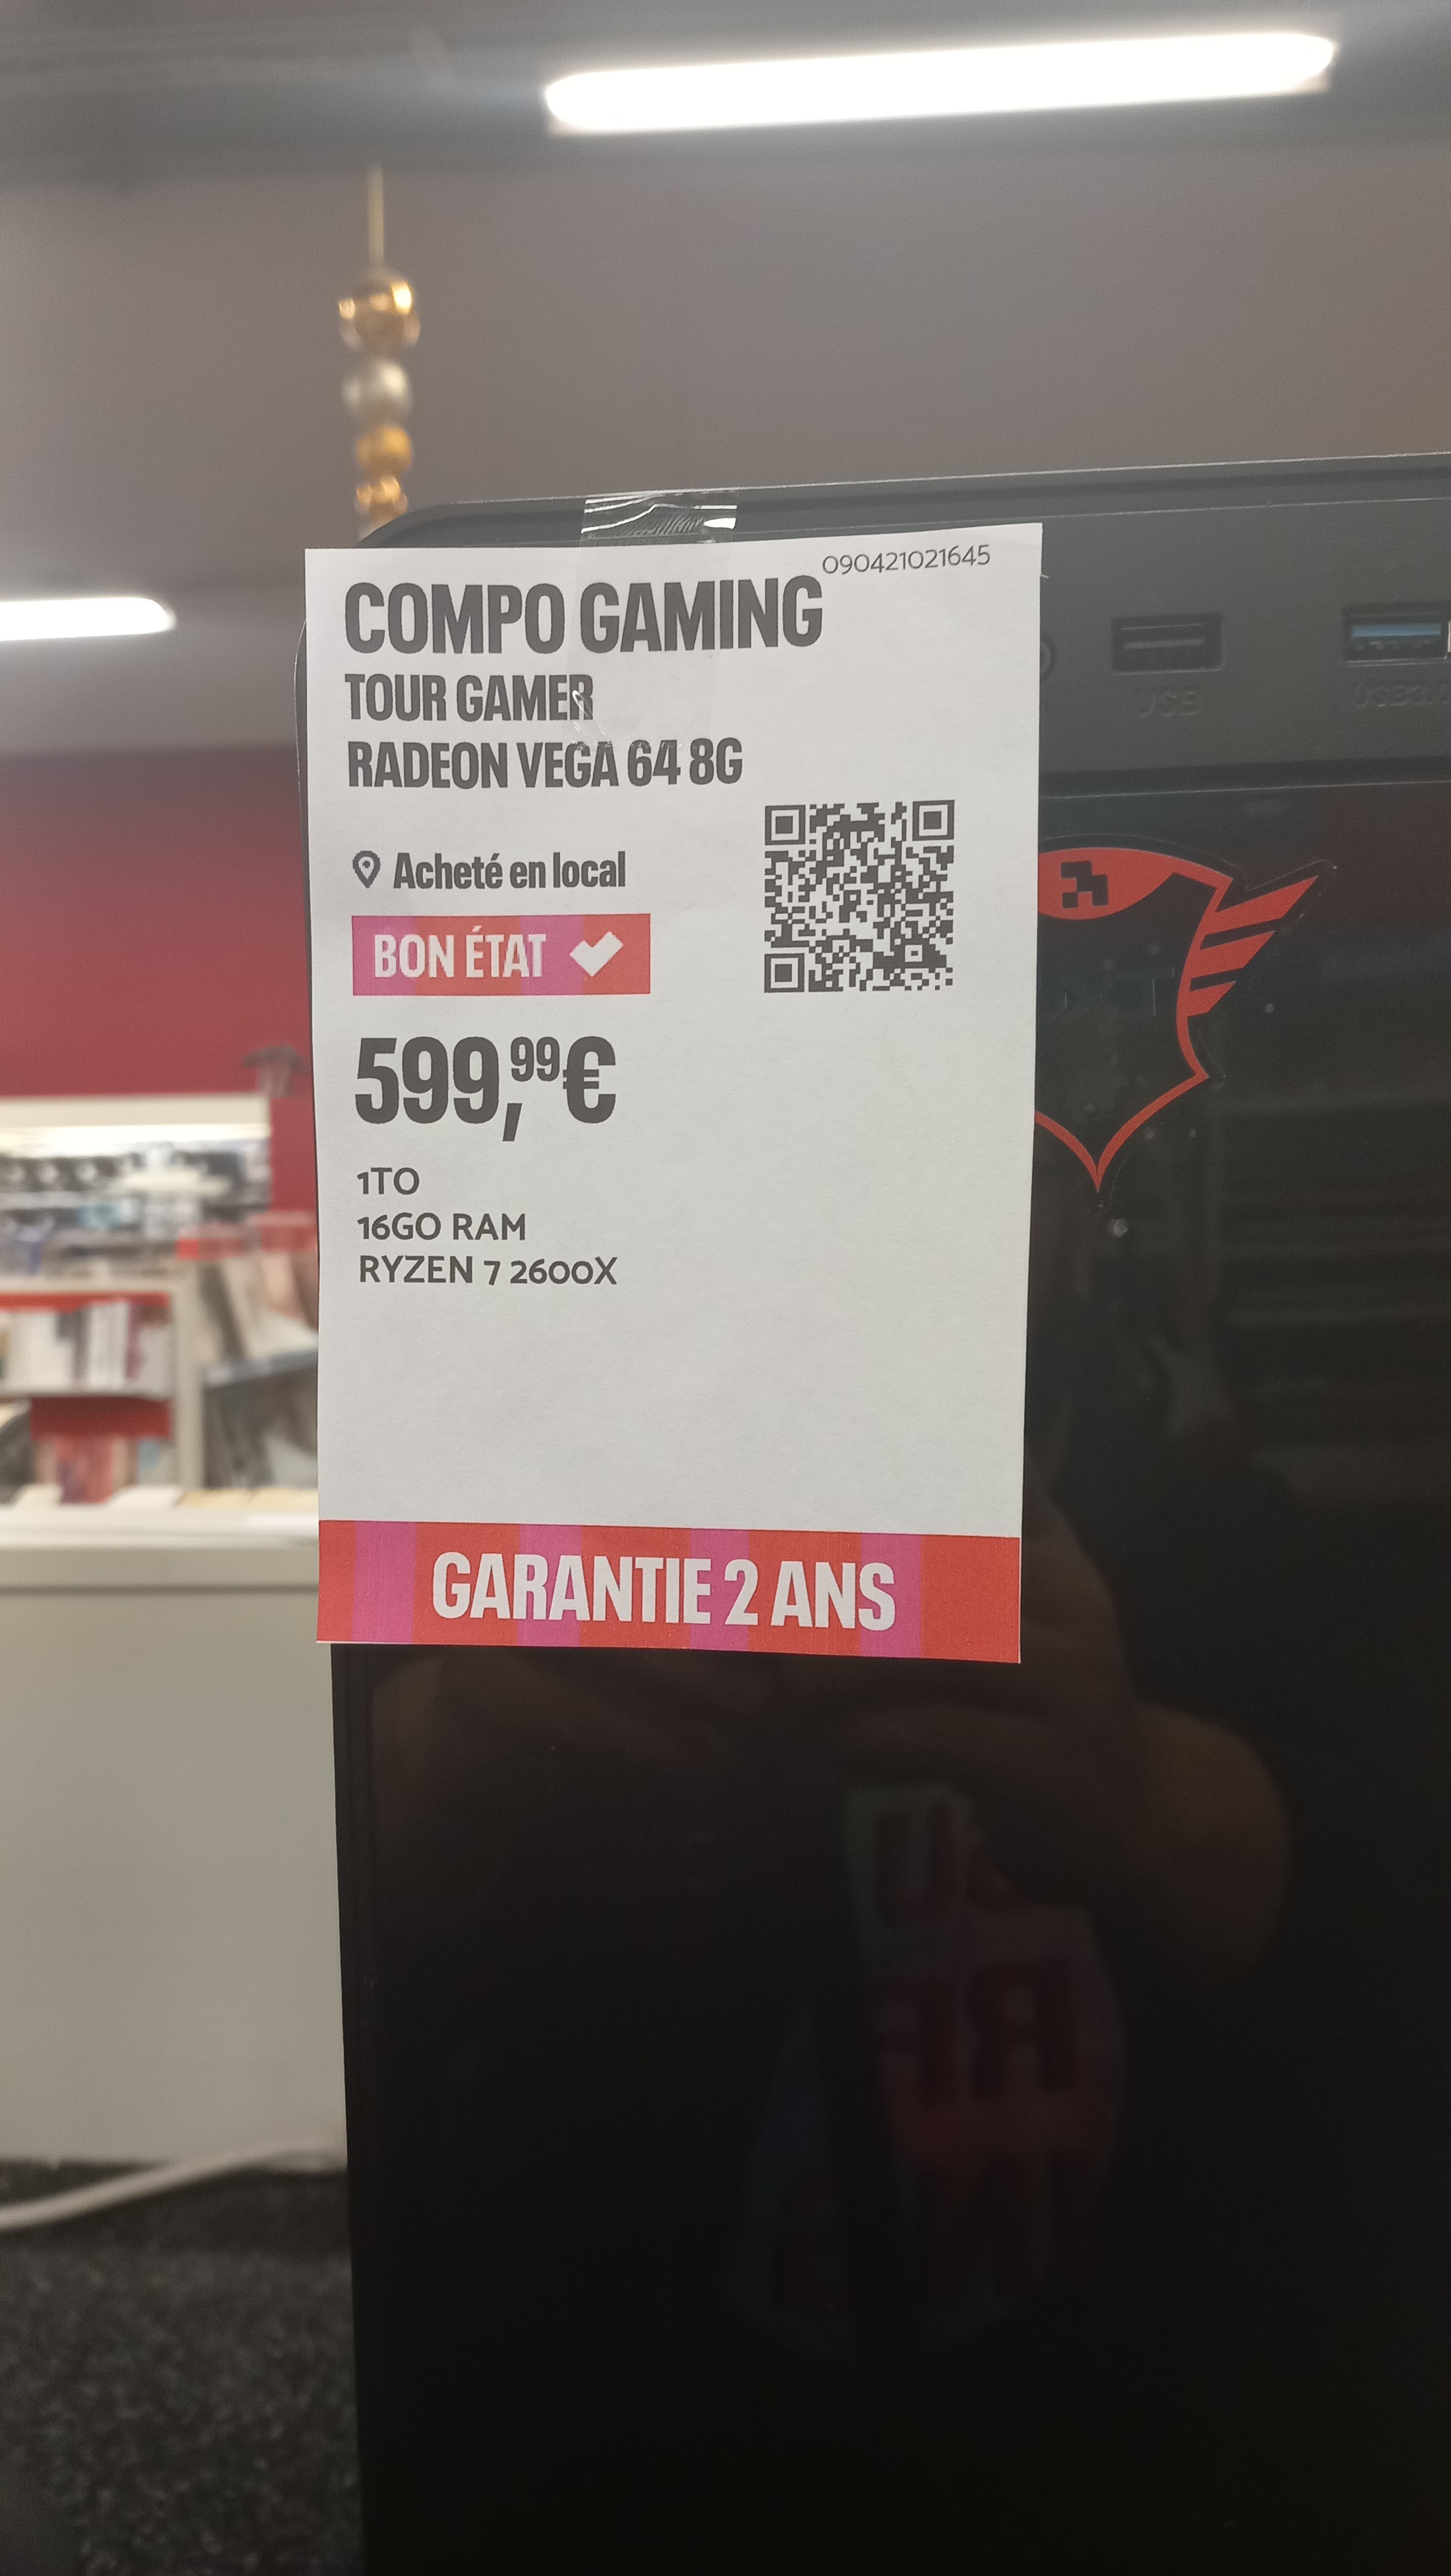 090421021645
COMPO GAMING
TOUR GAMER
RADEON VEGA 64 8G
Acheté en local
BON ÉTAT
599,99€
1TO
16GO RAM
RYZEN 7 2600X
GARANTIE 2 ANS
USB